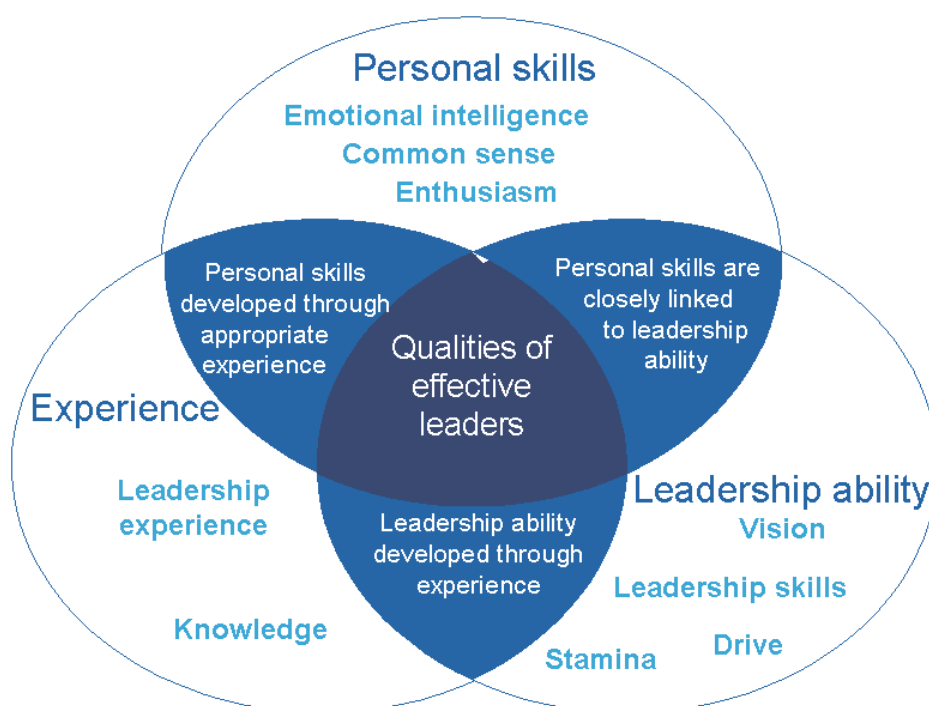 Personal skills
Emotional intelligence
Common sense
Enthusiasm
Personal skills
developed through
appropriate
experience
Personal skills are
closely linked
to leadership
ability
Qualities of
effective
leaders
Experience
Leadership
experience
Knowledge
Leadership ability
developed through
experience
Leadership ability
Vision
Leadership skills
Drive
Stamina